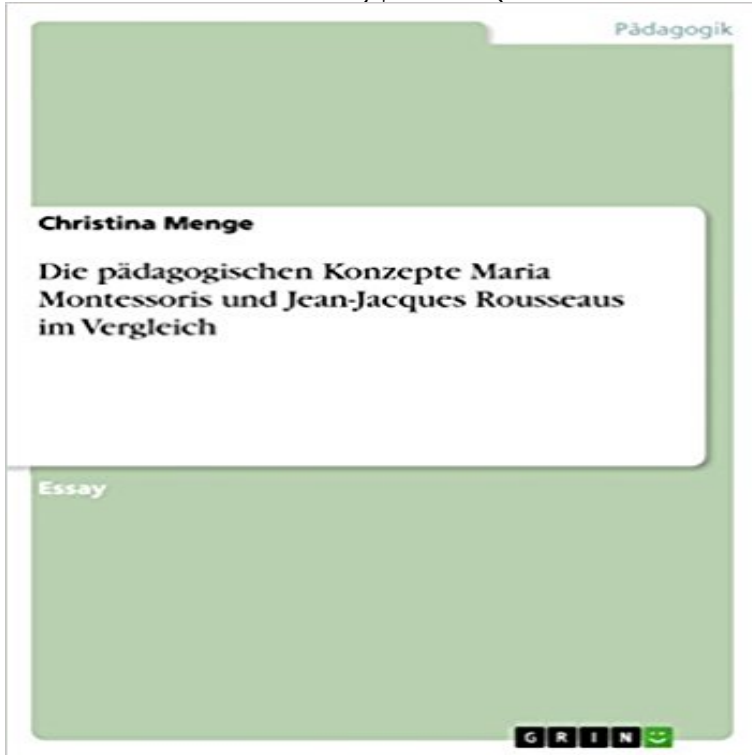 Pädagogik
Christina Menge
Die pädagogischen Konzepte Maria
Montessoris und Jean-Jacques Rousseaus
im Vergleich
Essay
GRIN